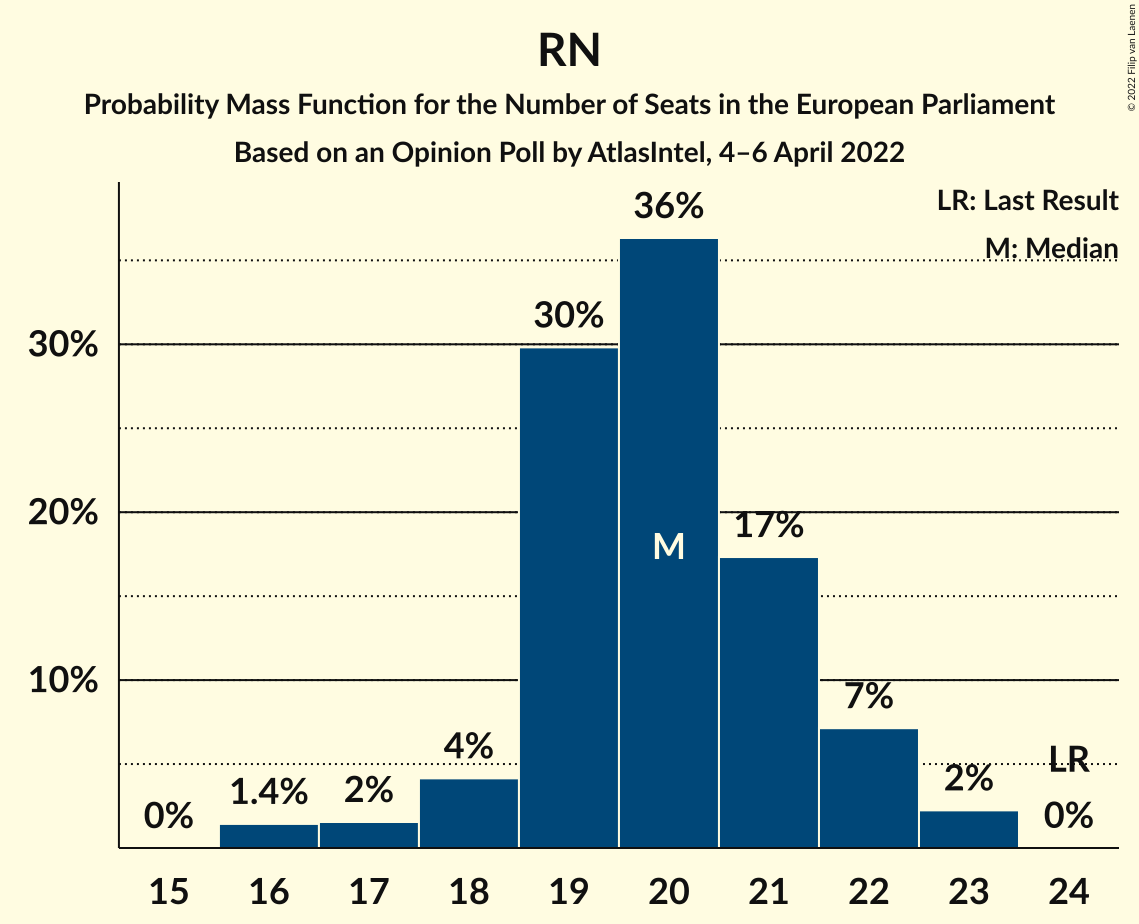 RN
Probability Mass Function for the Number of Seats in the European Parliament
Based on an Opinion Poll by AtlasIntel, 4–6 April 2022
© 2022 Filip van Laenen
LR: Last Result
M: Median
36%
30%
30%
20%
17%
M
10%
7%
4%
LR
2%
1.4%
2%
0%
0%
15 16 17 18 19 20 21 22 23 24